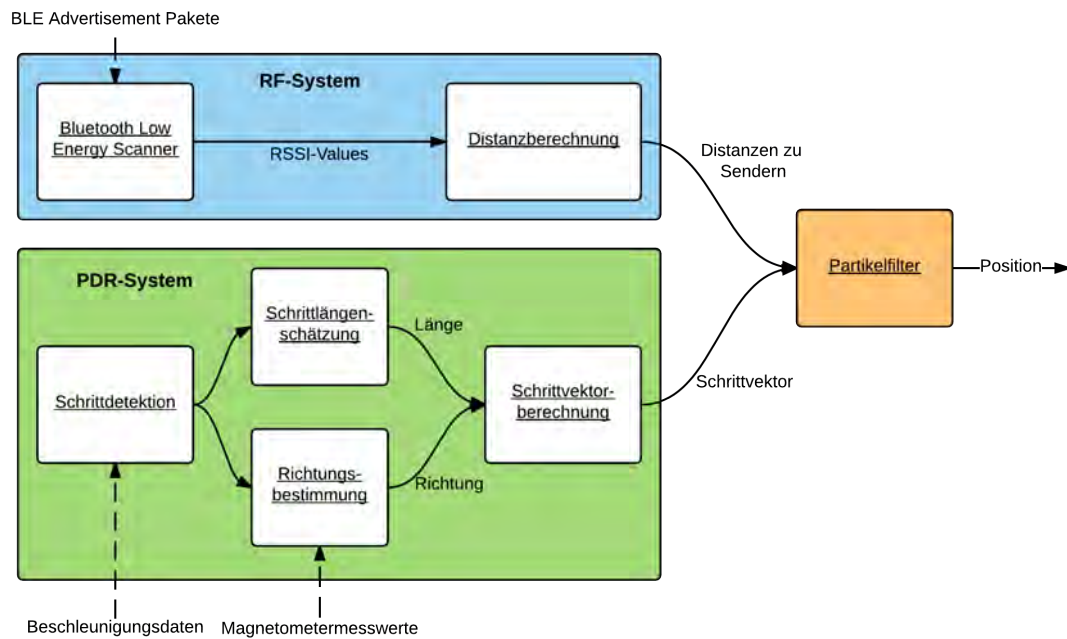 BLE Advertisement Pakete
RF-System
Bluetooth Low
Energy Scanner
RSSI-Values
Distanzberechnung
Distanzen zu
Sendern
Partikelfilter
Position
PDR-System
Schrittlängen-
schätzung
Länge
Schrittdetektion
Schrittvektor-
berechnung
Schrittvektor
Richtungs-
bestimmung
Richtung
Beschleunigungsdaten
Magnetometermesswerte